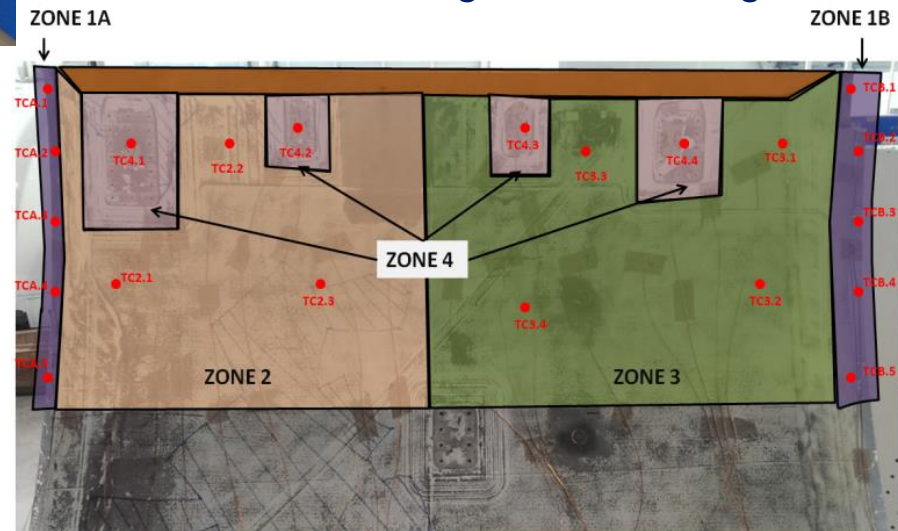 ZONE 1A
ZONE 1B
TCA.1
TCB.1
TCA.2
TC4.1
TC2.2
TC4.2
TC4.3
TC3.3
TC4.4
TC3.1
TCB.2
TCA.3
TCB.3
ZONE 4
TCA.4
TC2.1
TC2.3
TC3.4
TC3.2
TCB.4
ZONE 2
ZONE 3
TCB.5